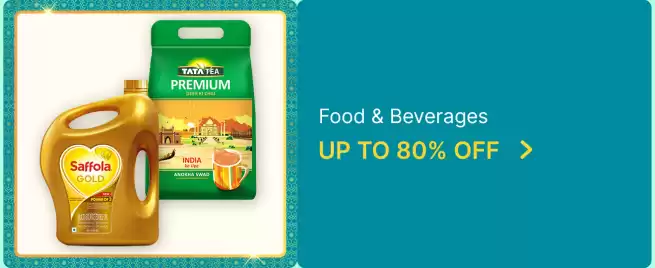 TATA TEA
PREMIUM
INDIA
Saffola
GOLD
Food & Beverages
UP TO 80% OFF